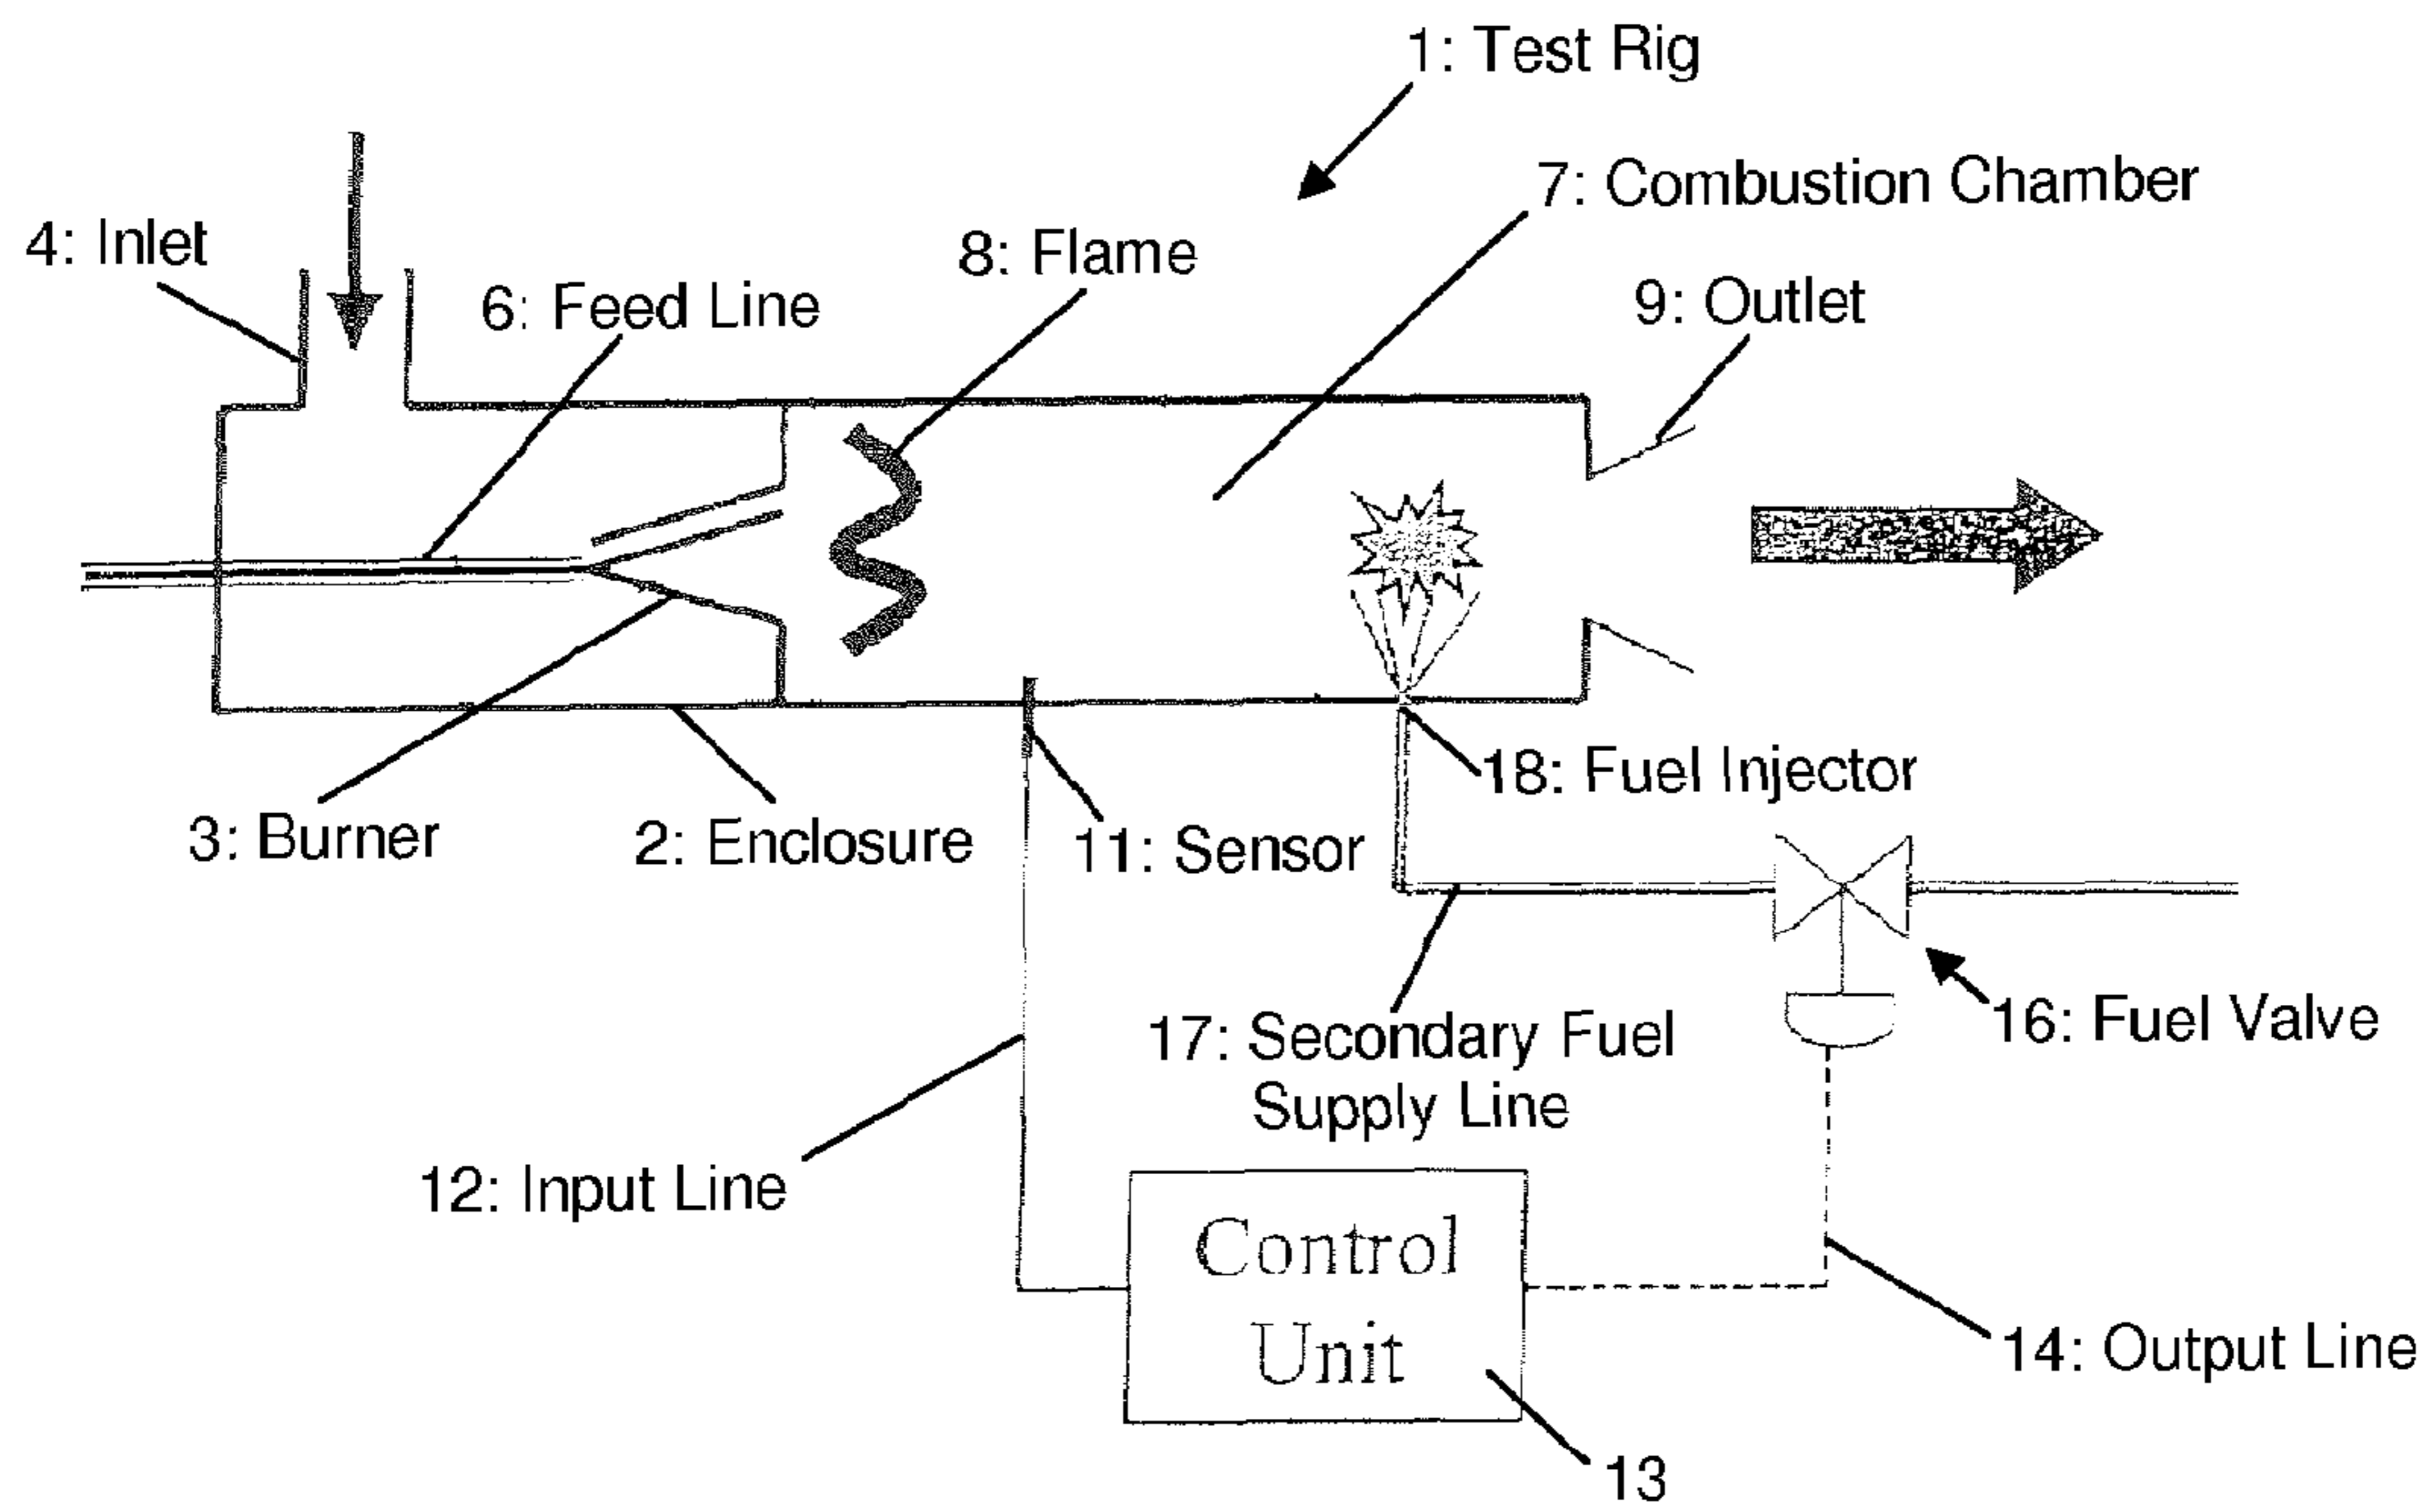 1: Test Rig
7: Combustion Chamber
4: Inlet
8: Flame
6: Feed Line
9: Outlet
18: Fuel Injector
3: Burner
2: Enclosure
11: Sensor
17: Secondary Fuel
Supply Line
16: Fuel Valve
12: Input Line
Control
Unit
14: Output Line
13